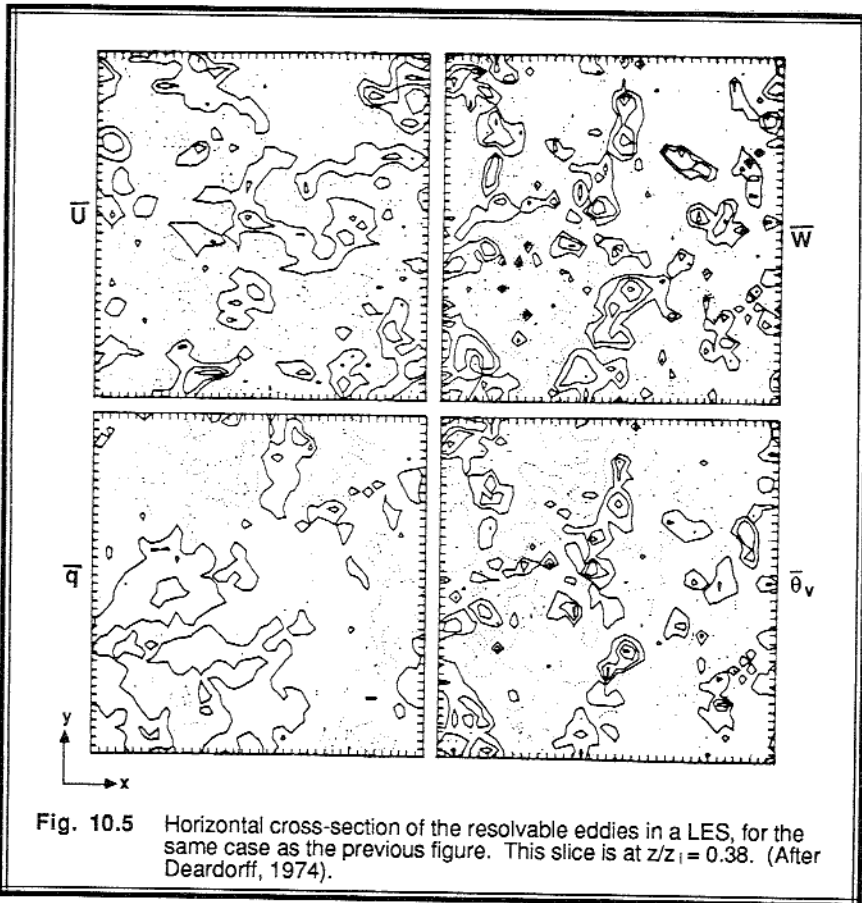 U̅
W̅
q̅
θ̅ᵥ
y
x
Fig. 10.5 Horizontal cross-section of the resolvable eddies in a LES, for the
same case as the previous figure. This slice is at z/zᵢ = 0.38. (After
Deardorff, 1974).